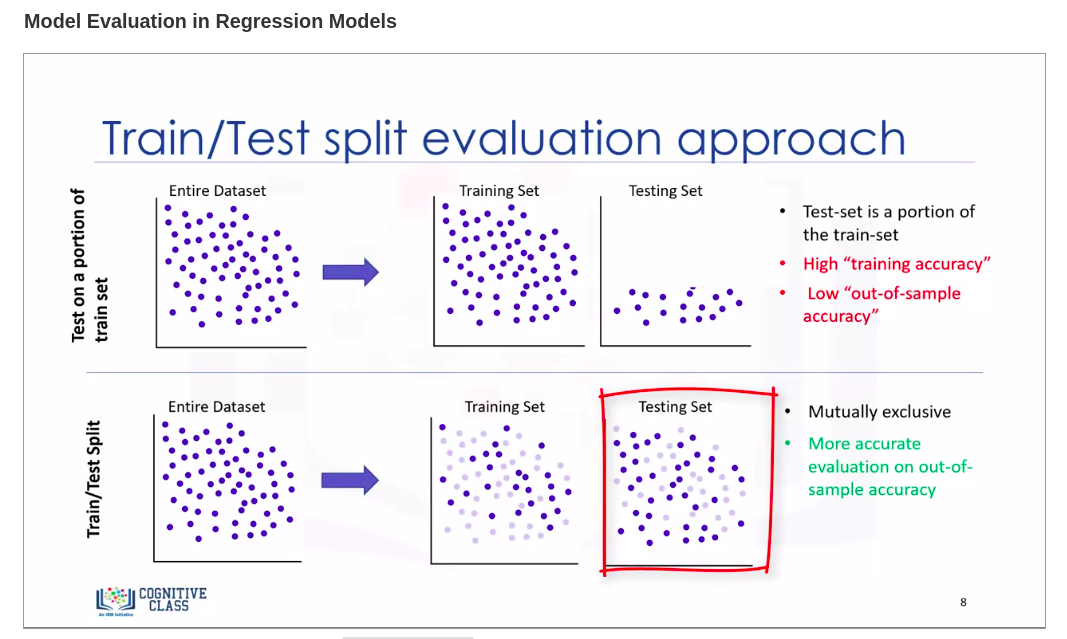 Model Evaluation in Regression Models
Train/Test split evaluation approach
Test on a portion of
train set
Entire Dataset
Training Set
Testing Set
• Test-set is a portion of
the train-set
• High “training accuracy”
• Low “out-of-sample
accuracy”
Train/Test Split
Entire Dataset
Training Set
Testing Set
• Mutually exclusive
• More accurate
evaluation on out-of-
sample accuracy
COGNITIVE
CLASS
An IBM Initiative
8